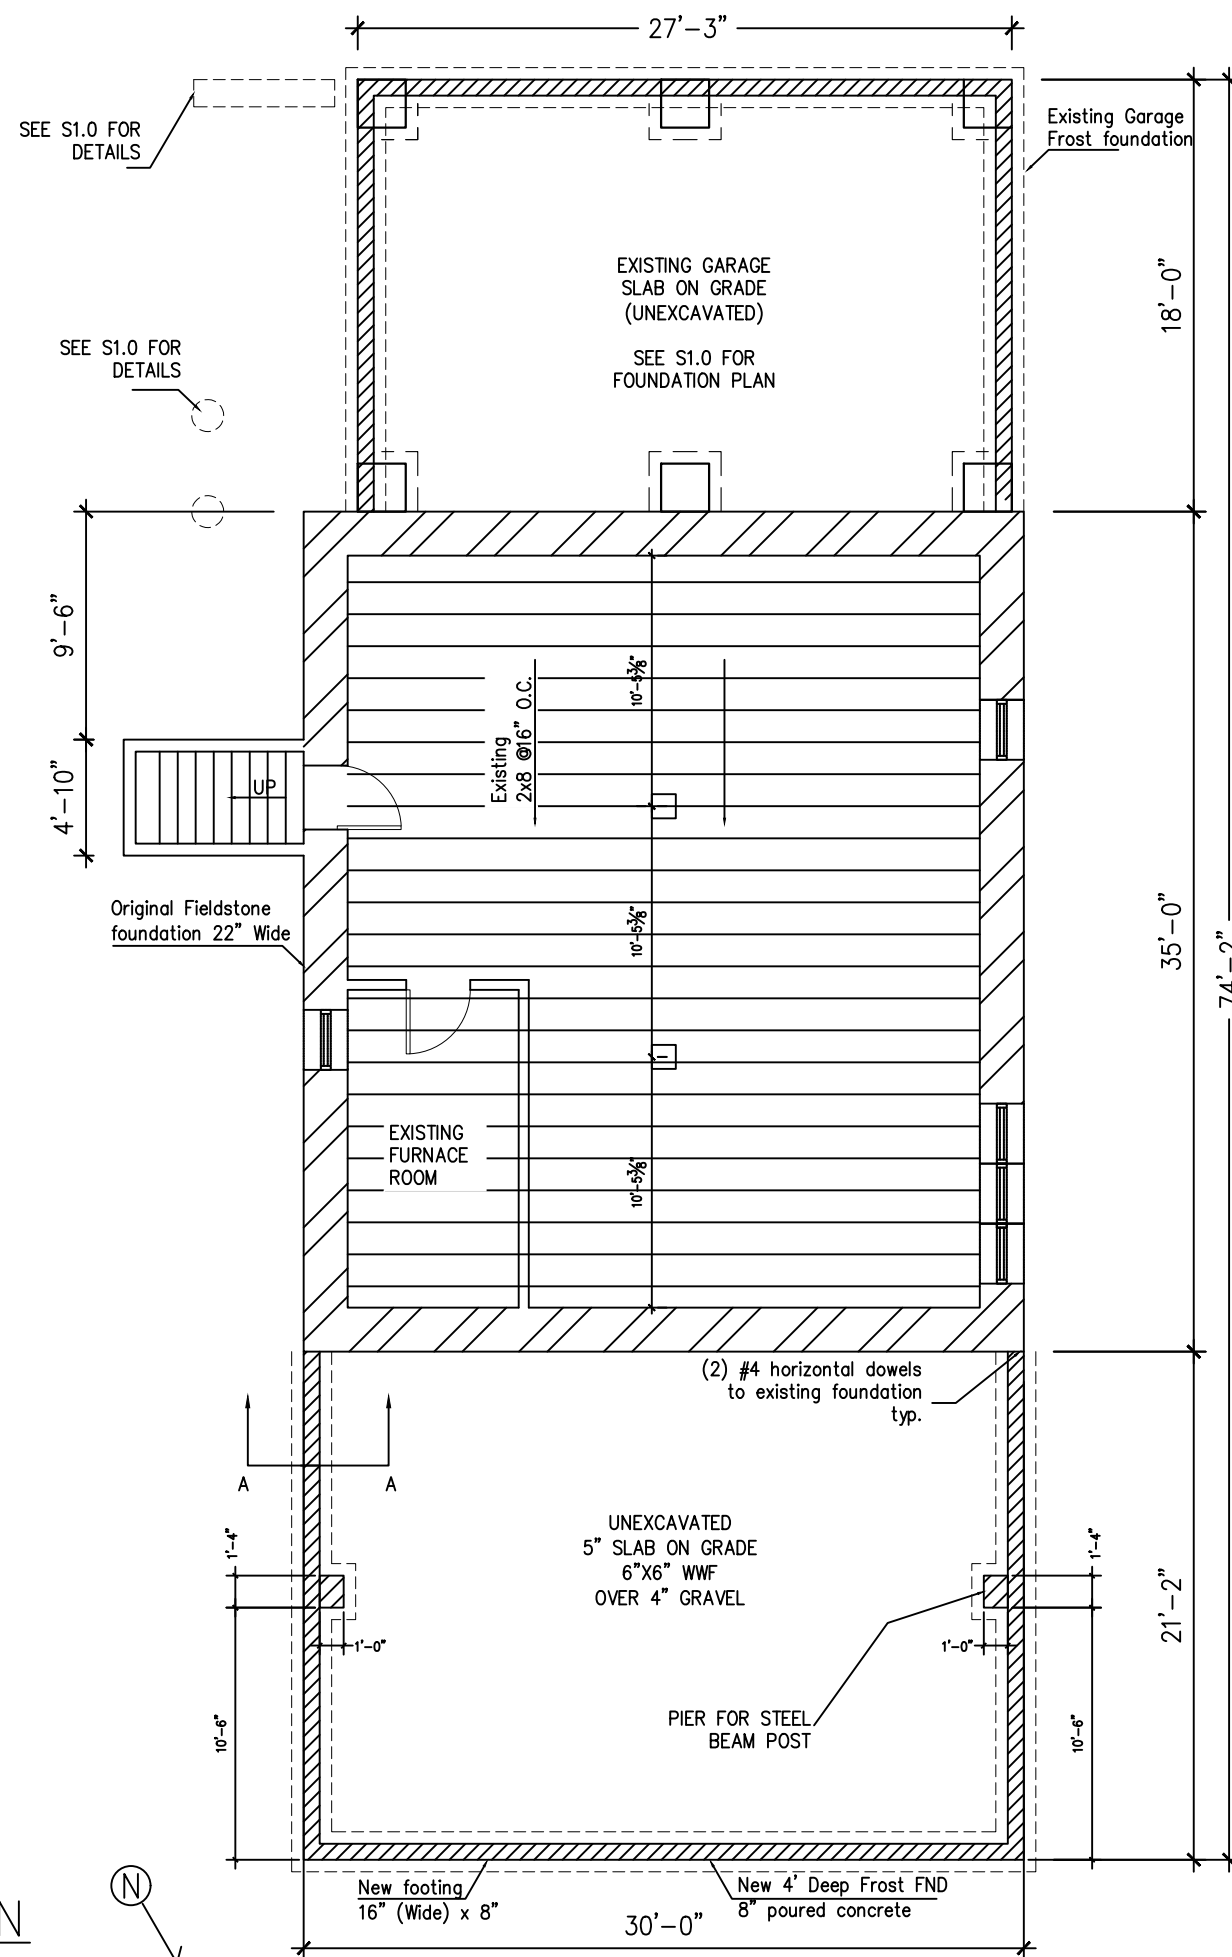 27'-3"
SEE S1.0 FOR
DETAILS
Existing Garage
Frost foundation
EXISTING GARAGE
SLAB ON GRADE
(UNEXCAVATED)
SEE S1.0 FOR
FOUNDATION PLAN
18'-0"
SEE S1.0 FOR
DETAILS
9'-6"
10'-5⅜"
Existing
2x8 @16" O.C.
UP
4'-10"
Original Fieldstone
foundation 22" Wide
10'-5⅜"
35'-0"
74'-2"
EXISTING
FURNACE
ROOM
10'-5⅜"
(2) #4 horizontal dowels
to existing foundation
typ.
A A
UNEXCAVATED
5" SLAB ON GRADE
6"X6" WWF
OVER 4" GRAVEL
1'-4"
1'-4"
21'-2"
1'-0"
1'-0"
PIER FOR STEEL
BEAM POST
10'-6"
10'-6"
N
N
New footing
16" (Wide) x 8"
New 4' Deep Frost FND
8" poured concrete
30'-0"